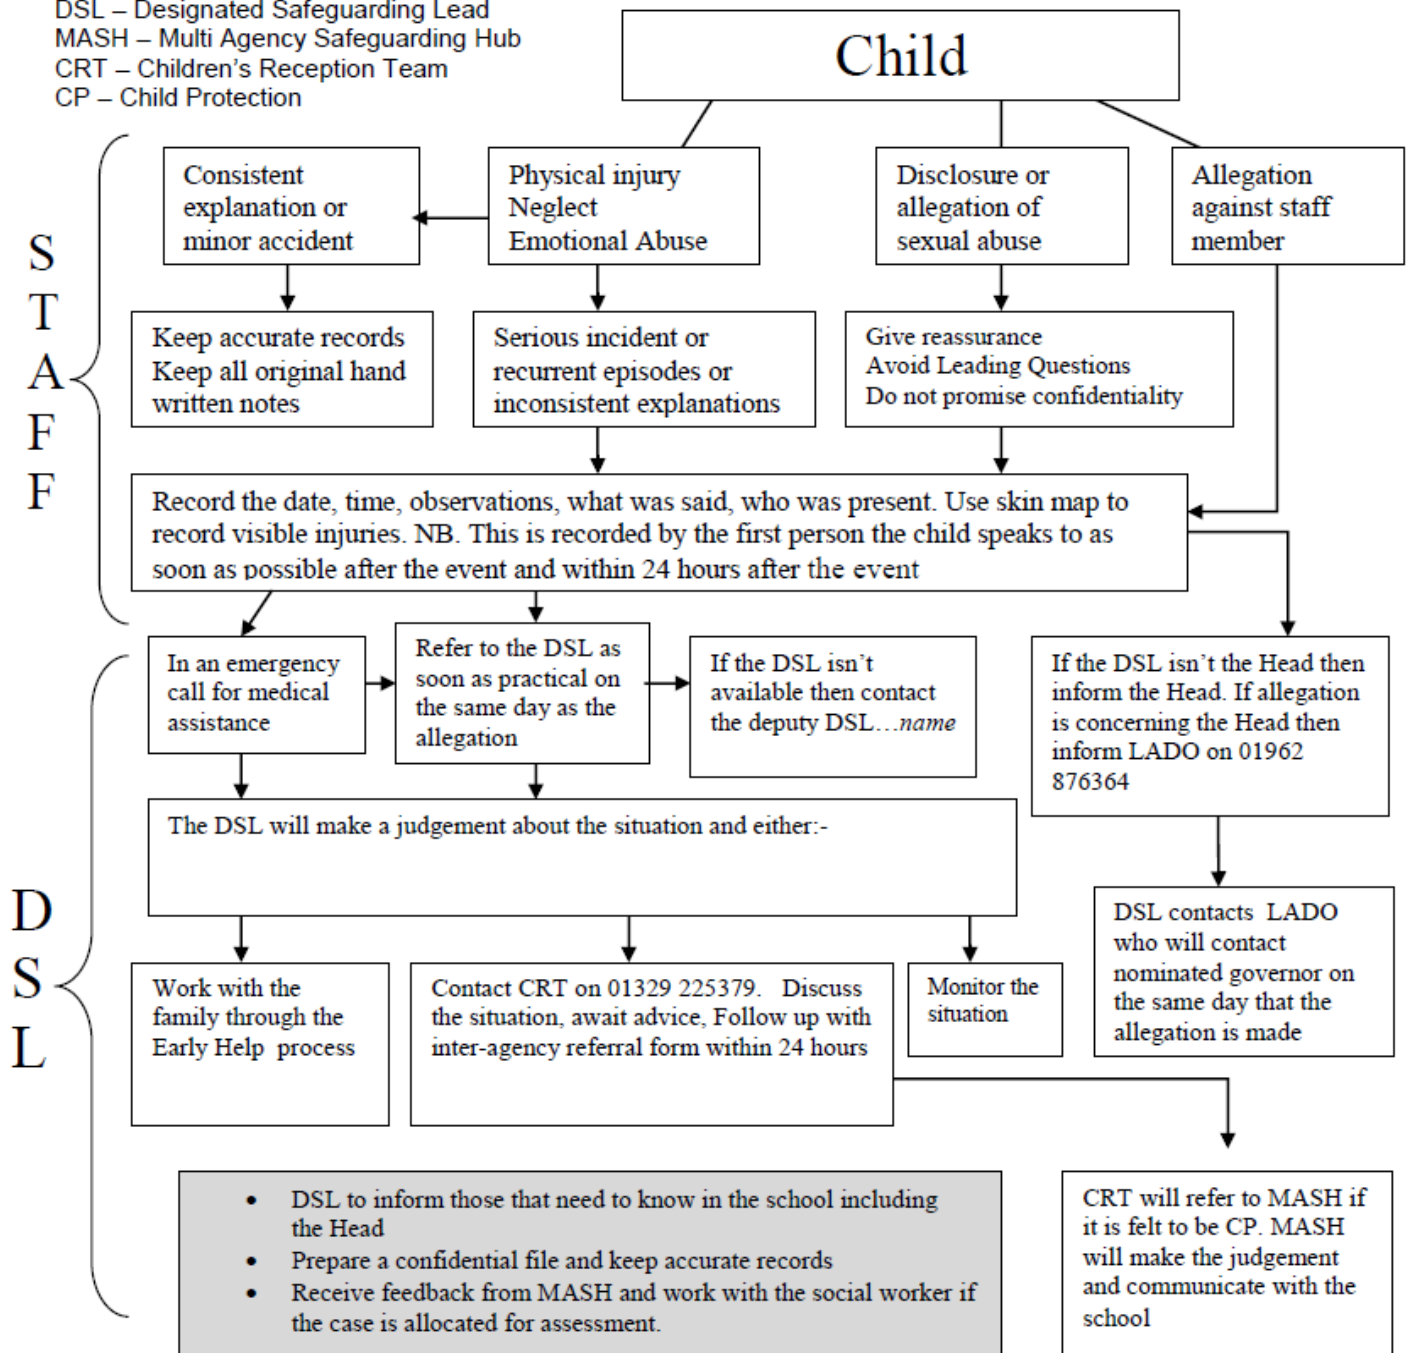 DSL – Designated Safeguarding Lead
MASH – Multi Agency Safeguarding Hub
CRT – Children's Reception Team
CP – Child Protection
Child
STAFF
Consistent
explanation or
minor accident
Physical injury
Neglect
Emotional Abuse
Disclosure or
allegation of
sexual abuse
Allegation
against staff
member
Keep accurate records
Keep all original hand
written notes
Serious incident or
recurrent episodes or
inconsistent explanations
Give reassurance
Avoid Leading Questions
Do not promise confidentiality
Record the date, time, observations, what was said, who was present. Use skin map to
record visible injuries. NB. This is recorded by the first person the child speaks to as
soon as possible after the event and within 24 hours after the event
DSL
In an emergency
call for medical
assistance
Refer to the DSL as
soon as practical on
the same day as the
allegation
If the DSL isn't
available then contact
the deputy DSL…name
If the DSL isn't the Head then
inform the Head. If allegation
is concerning the Head then
inform LADO on 01962
876364
The DSL will make a judgement about the situation and either:-
DSL contacts LADO
who will contact
nominated governor on
the same day that the
allegation is made
Work with the
family through the
Early Help process
Contact CRT on 01329 225379. Discuss
the situation, await advice, Follow up with
inter-agency referral form within 24 hours
Monitor the
situation
• DSL to inform those that need to know in the school including
the Head
• Prepare a confidential file and keep accurate records
• Receive feedback from MASH and work with the social worker if
the case is allocated for assessment.
CRT will refer to MASH if
it is felt to be CP. MASH
will make the judgement
and communicate with the
school